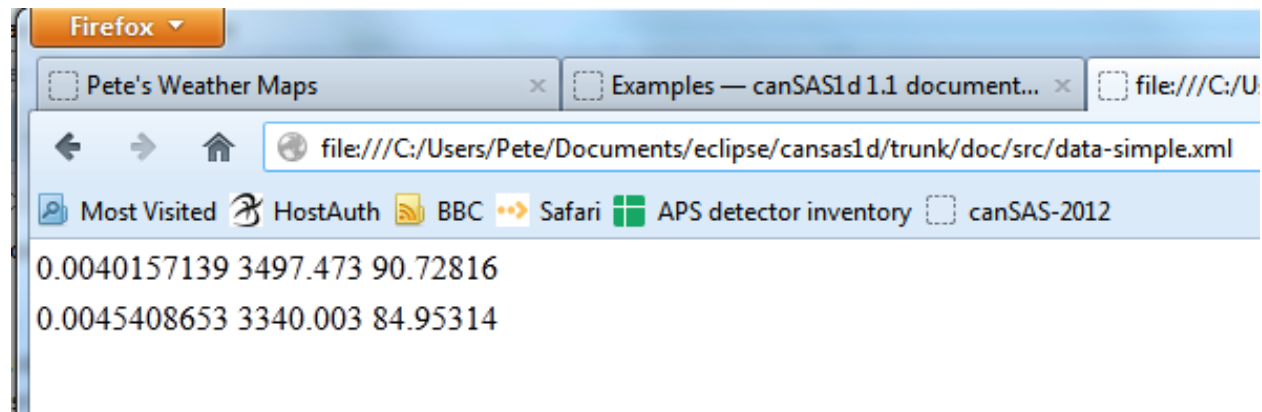 Firefox
Pete's Weather Maps Examples — canSAS1d 1.1 document... file:///C:/U
file:///C:/Users/Pete/Documents/eclipse/cansas1d/trunk/doc/src/data-simple.xml
Most Visited HostAuth BBC Safari APS detector inventory canSAS-2012
0.0040157139 3497.473 90.72816
0.0045408653 3340.003 84.95314